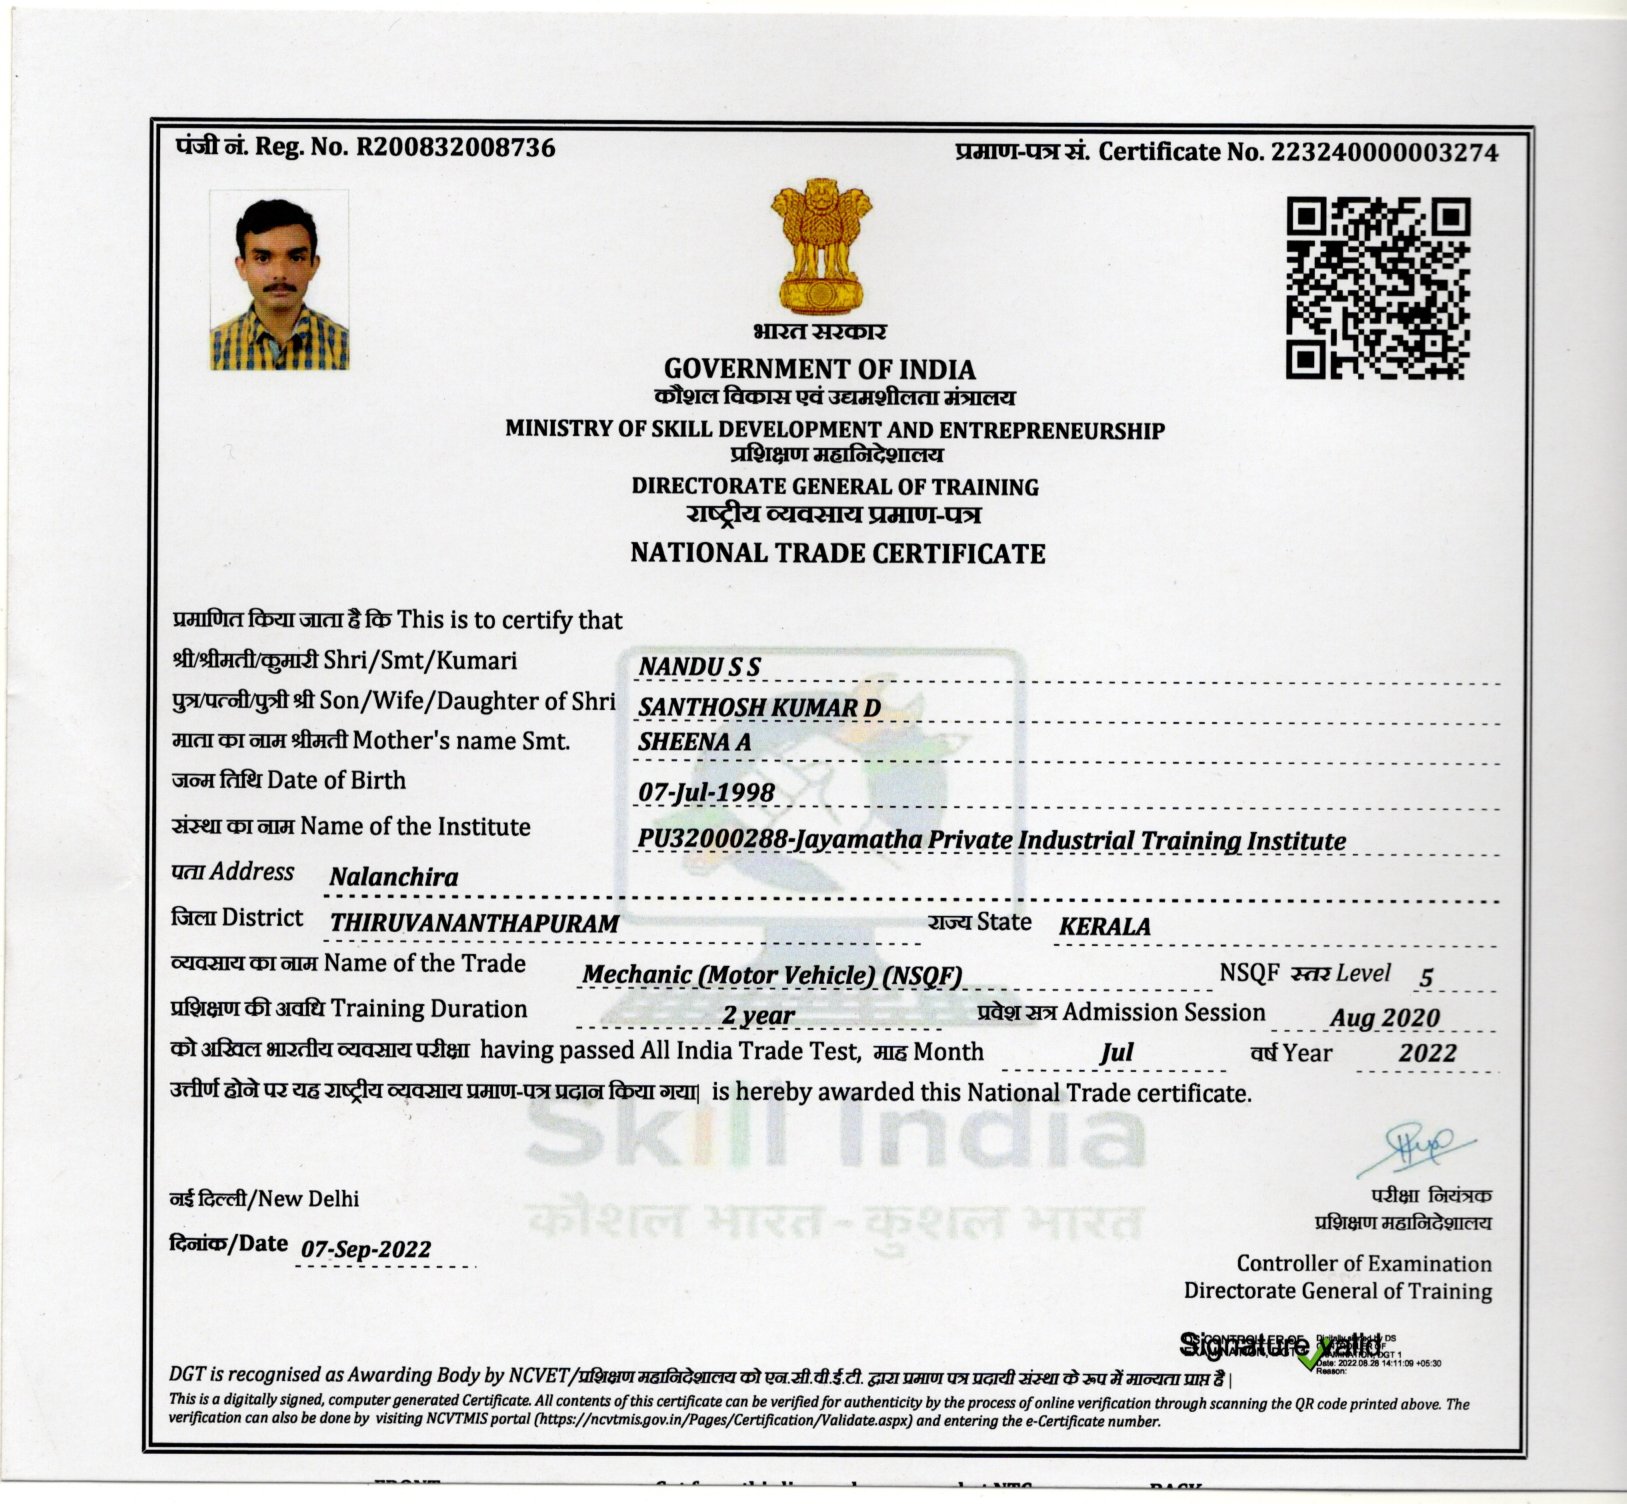 पंजी नं. Reg. No. R200832008736
प्रमाण-पत्र सं. Certificate No. 223240000003274
भारत सरकार
GOVERNMENT OF INDIA
कौशल विकास एवं उद्यमशीलता मंत्रालय
MINISTRY OF SKILL DEVELOPMENT AND ENTREPRENEURSHIP
प्रशिक्षण महानिदेशालय
DIRECTORATE GENERAL OF TRAINING
राष्ट्रीय व्यवसाय प्रमाण-पत्र
NATIONAL TRADE CERTIFICATE
प्रमाणित किया जाता है कि This is to certify that
श्री/श्रीमती/कुमारी Shri/Smt/Kumari NANDU S S
पुत्र/पत्नी/पुत्री श्री Son/Wife/Daughter of Shri SANTHOSH KUMAR D
माता का नाम श्रीमती Mother's name Smt. SHEENA A
जन्म तिथि Date of Birth 07-Jul-1998
संस्था का नाम Name of the Institute PU32000288-Jayamatha Private Industrial Training Institute
पता Address Nalanchira
जिला District THIRUVANANTHAPURAM राज्य State KERALA
व्यवसाय का नाम Name of the Trade Mechanic (Motor Vehicle) (NSQF) NSQF स्तर Level 5
प्रशिक्षण की अवधि Training Duration 2 year प्रवेश सत्र Admission Session Aug 2020
को अखिल भारतीय व्यवसाय परीक्षा having passed All India Trade Test, माह Month Jul वर्ष Year 2022
उत्तीर्ण होने पर यह राष्ट्रीय व्यवसाय प्रमाण-पत्र प्रदान किया गया| is hereby awarded this National Trade certificate.
Skill India
कौशल भारत - कुशल भारत
नई दिल्ली/New Delhi
दिनांक/Date 07-Sep-2022
परीक्षा नियंत्रक
प्रशिक्षण महानिदेशालय
Controller of Examination
Directorate General of Training
Signature valid
Date: 2022.08.28 14:11:09 +05:30
Reason:
DGT is recognised as Awarding Body by NCVET/प्रशिक्षण महानिदेशालय को एन.सी.वी.ई.टी. द्वारा प्रमाण पत्र प्रदायी संस्था के रूप में मान्यता प्राप्त है |
This is a digitally signed, computer generated Certificate. All contents of this certificate can be verified for authenticity by the process of online verification through scanning the QR code printed above. The
verification can also be done by visiting NCVTMIS portal (https://ncvtmis.gov.in/Pages/Certification/Validate.aspx) and entering the e-Certificate number.